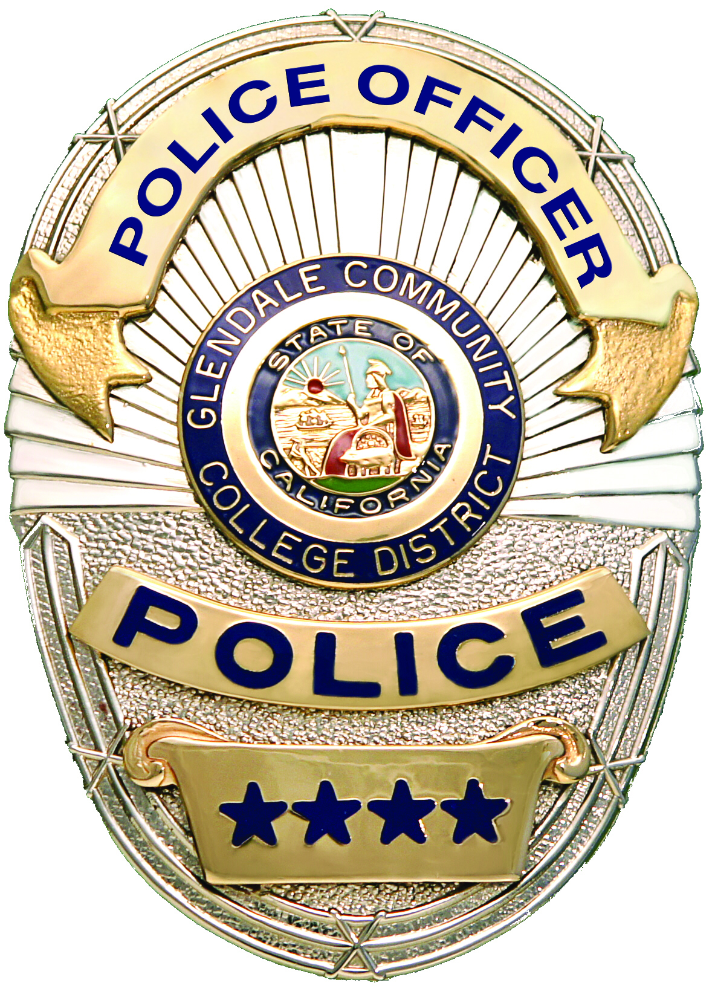 POLICE OFFICER
GLENDALE COMMUNITY
COLLEGE DISTRICT
STATE OF
CALIFORNIA
POLICE